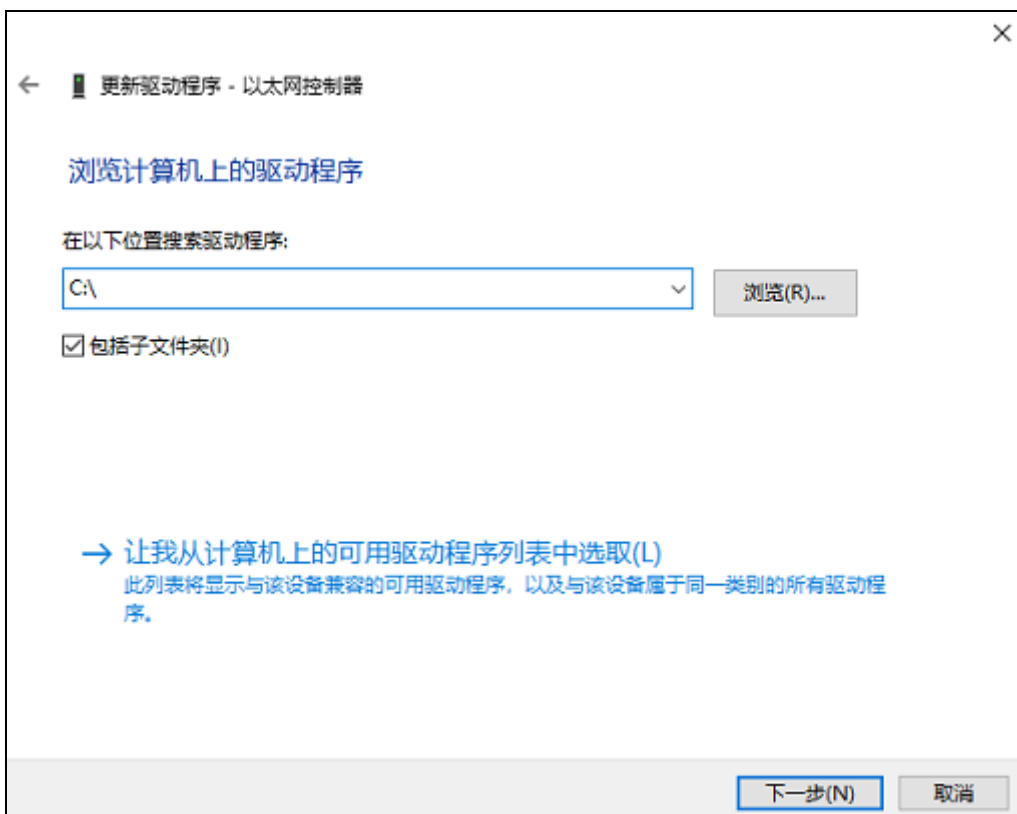 更新驱动程序 - 以太网控制器
浏览计算机上的驱动程序
在以下位置搜索驱动程序:
C:\
浏览(R)...
包括子文件夹(I)
让我从计算机上的可用驱动程序列表中选取(L)
此列表将显示与该设备兼容的可用驱动程序，以及与该设备属于同一类别的所有驱动程
序。
下一步(N)
取消